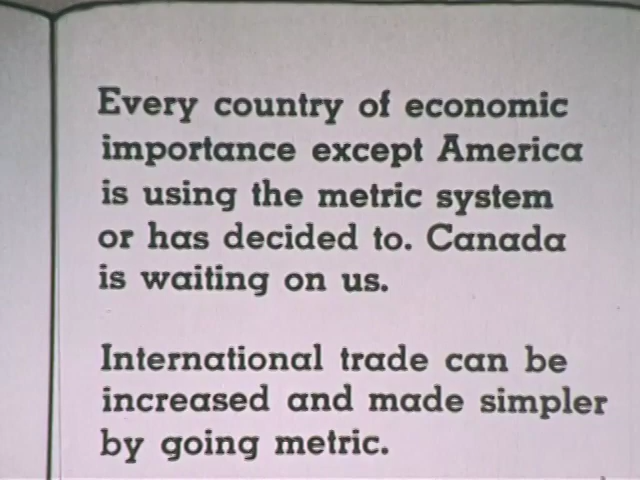 Every country of economic
importance except America
is using the metric system
or has decided to. Canada
is waiting on us.
International trade can be
increased and made simpler
by going metric.